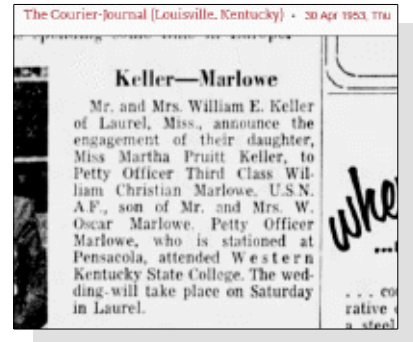 The Courier-Journal (Louisville, Kentucky) · 30 Apr 1953, Thu
Keller—Marlowe
Mr. and Mrs. William E. Keller
of Laurel, Miss., announce the
engagement of their daughter,
Miss Martha Pruitt Keller, to
Petty Officer Third Class Wil-
liam Christian Marlowe, U.S.N.
A.F., son of Mr. and Mrs. W.
Oscar Marlowe. Petty Officer
Marlowe, who is stationed at
Pensacola, attended Western
Kentucky State College. The wed-
ding will take place on Saturday
in Laurel.
whe
...
. . . co
rative
a steel